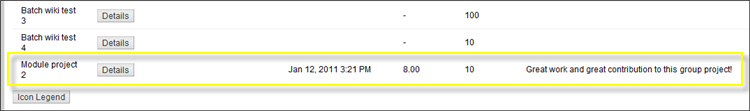 Batch wiki test
3 Details - 100
Batch wiki test
4 Details - 10
Module project
2 Details Jan 12, 2011 3:21 PM 8.00 10 Great work and great contribution to this group project!
Icon Legend